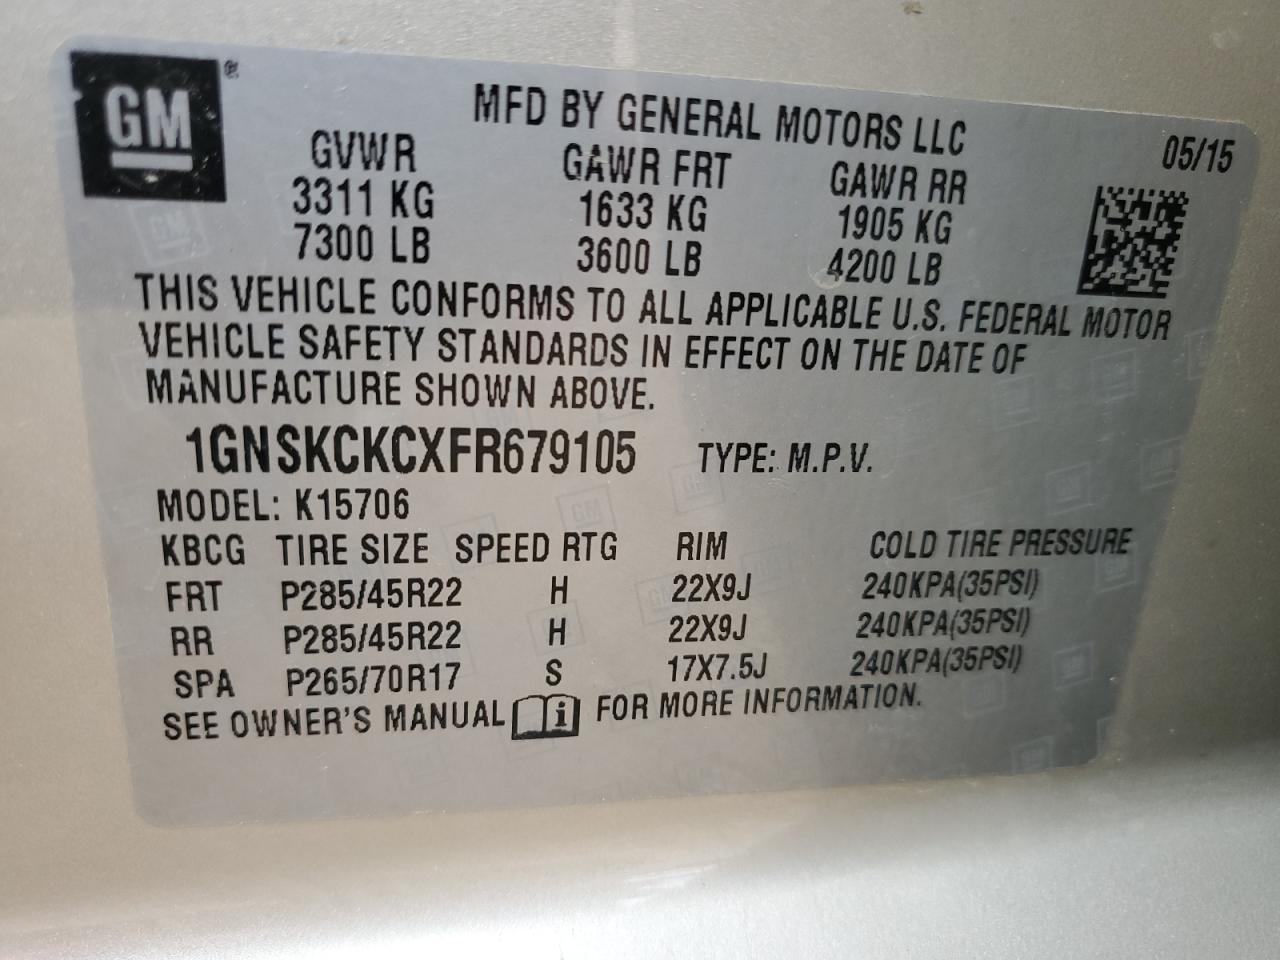 GM ®
MFD BY GENERAL MOTORS LLC
05/15
GVWR GAWR FRT GAWR RR
3311 KG 1633 KG 1905 KG
7300 LB 3600 LB 4200 LB
THIS VEHICLE CONFORMS TO ALL APPLICABLE U.S. FEDERAL MOTOR
VEHICLE SAFETY STANDARDS IN EFFECT ON THE DATE OF
MANUFACTURE SHOWN ABOVE.
1GNSKCKCXFR679105 TYPE: M.P.V.
MODEL: K15706
KBCG TIRE SIZE SPEED RTG RIM COLD TIRE PRESSURE
FRT P285/45R22 H 22X9J 240KPA(35PSI)
RR P285/45R22 H 22X9J 240KPA(35PSI)
SPA P265/70R17 S 17X7.5J 240KPA(35PSI)
SEE OWNER'S MANUAL i FOR MORE INFORMATION.